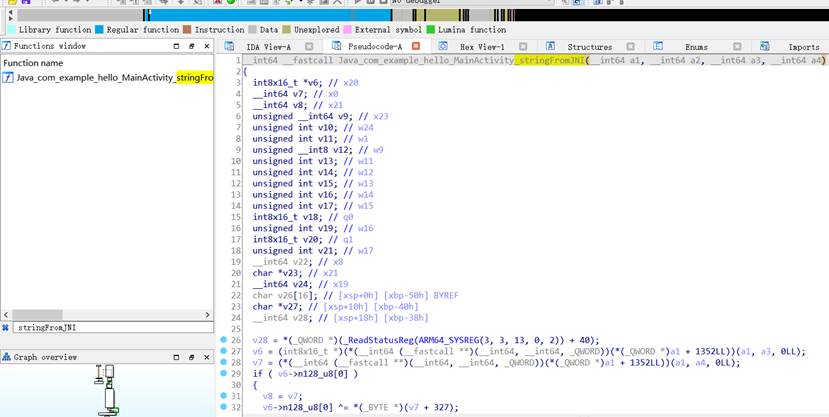 No debugger
Library function Regular function Instruction Data Unexplored External symbol Lumina function
Functions window
IDA View-A Pseudocode-A Hex View-1 Structures Enums Imports
Function name
Java_com_example_hello_MainActivity_stringFro
stringFromJNI
Graph overview
1 __int64 __fastcall Java_com_example_hello_MainActivity_stringFromJNI(__int64 a1, __int64 a2, __int64 a3, __int64 a4)
2 {
3 int8x16_t *v6; // x20
4 __int64 v7; // x0
5 __int64 v8; // x21
6 unsigned __int64 v9; // x23
7 unsigned int v10; // w24
8 unsigned int v11; // w1
9 unsigned __int8 v12; // w9
10 unsigned int v13; // w11
11 unsigned int v14; // w12
12 unsigned int v15; // w13
13 unsigned int v16; // w14
14 unsigned int v17; // w15
15 int8x16_t v18; // q0
16 unsigned int v19; // w16
17 int8x16_t v20; // q1
18 unsigned int v21; // w17
19 __int64 v22; // x8
20 char *v23; // x21
21 __int64 v24; // x19
22 char v26[16]; // [xsp+0h] [xbp-50h] BYREF
23 char *v27; // [xsp+10h] [xbp-40h]
24 __int64 v28; // [xsp+18h] [xbp-38h]
25
26 v28 = *(_QWORD *)(_ReadStatusReg(ARM64_SYSREG(3, 3, 13, 0, 2)) + 40);
27 v6 = (int8x16_t *)(*(__int64 (__fastcall **)(__int64, __int64, _QWORD))(*(_QWORD *)a1 + 1352LL))(a1, a3, 0LL);
28 v7 = (*(__int64 (__fastcall **)(__int64, __int64, _QWORD))(*(_QWORD *)a1 + 1352LL))(a1, a4, 0LL);
29 if ( v6->n128_u8[0] )
30 {
31 v8 = v7;
32 v6->n128_u8[0] ^= *(_BYTE *)(v7 + 327);